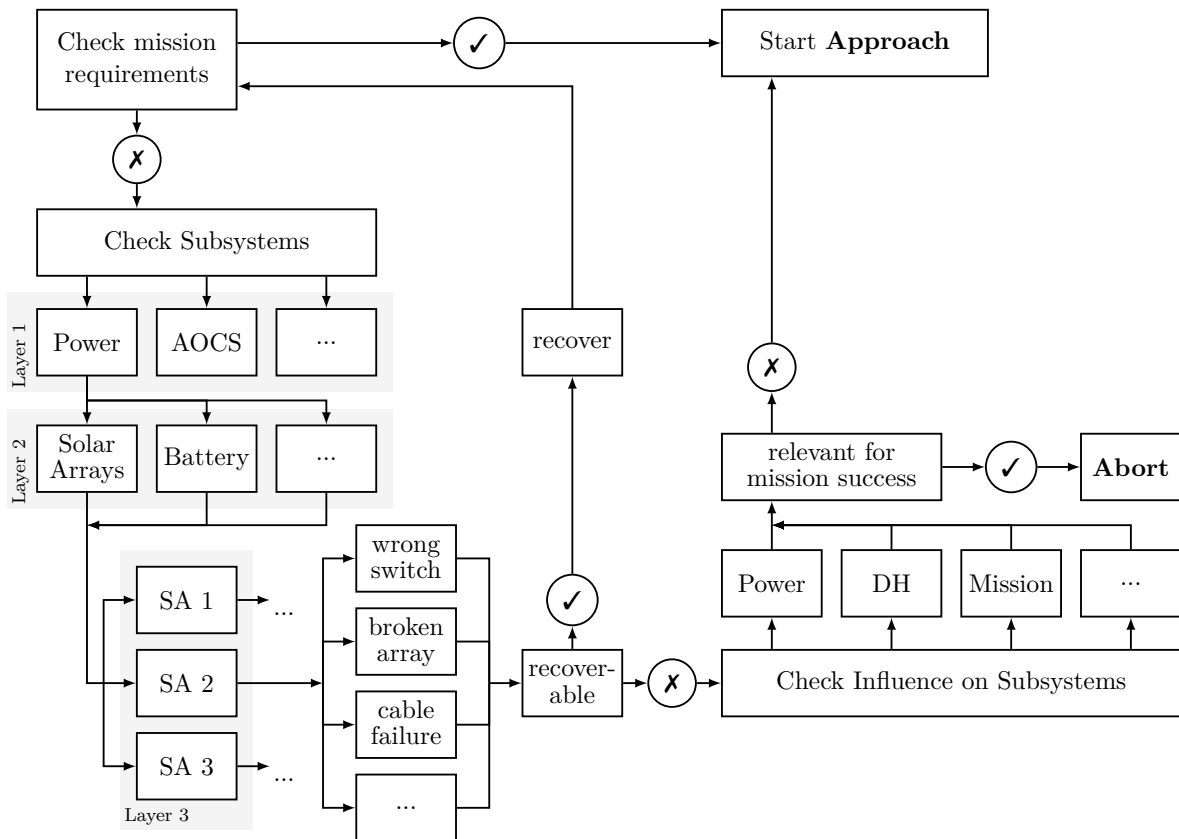 Check mission
requirements
✓
Start Approach
✗
Check Subsystems
Layer 1
Power
AOCS
...
recover
✗
Layer 2
Solar
Arrays
Battery
...
relevant for
mission success
✓
Abort
wrong
switch
Power
DH
Mission
...
SA 1
...
✓
broken
array
SA 2
recover-
able
✗
Check Influence on Subsystems
cable
failure
SA 3
...
...
Layer 3